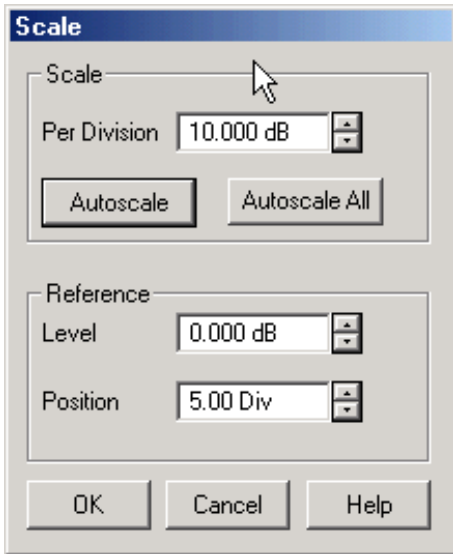 Scale
Scale
Per Division 10.000 dB
Autoscale Autoscale All
Reference
Level 0.000 dB
Position 5.00 Div
OK Cancel Help